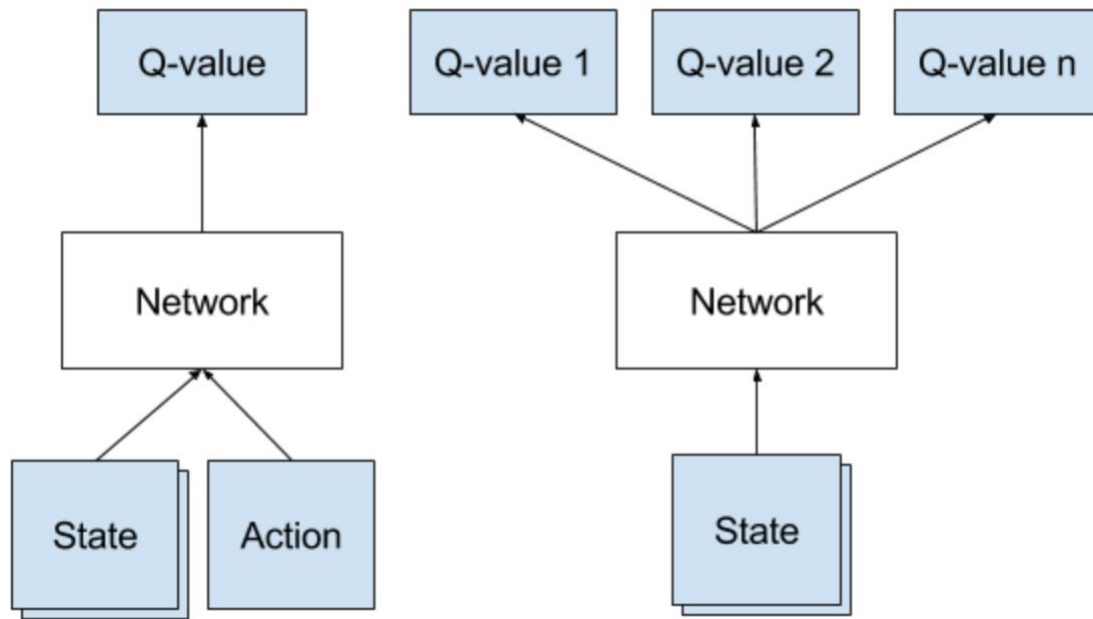 Q-value
Q-value 1
Q-value 2
Q-value n
Network
Network
State
Action
State